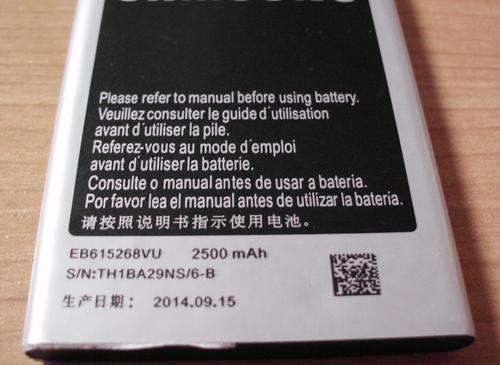 SAMSUNG
Please refer to manual before using battery.
Veuillez consulter le guide d´utilisation
avant d´utiliser la pile.
Referez-vous au mode d´emploi
avant d´utiliser la batterie.
Consulte o manual antes de usar a bateria.
Por favor lea el manual antes de utilizar la bateria.
请按照说明书指示使用电池。
EB615268VU 2500 mAh
S/N:TH1BA29NS/6-B
生产日期: 2014.09.15